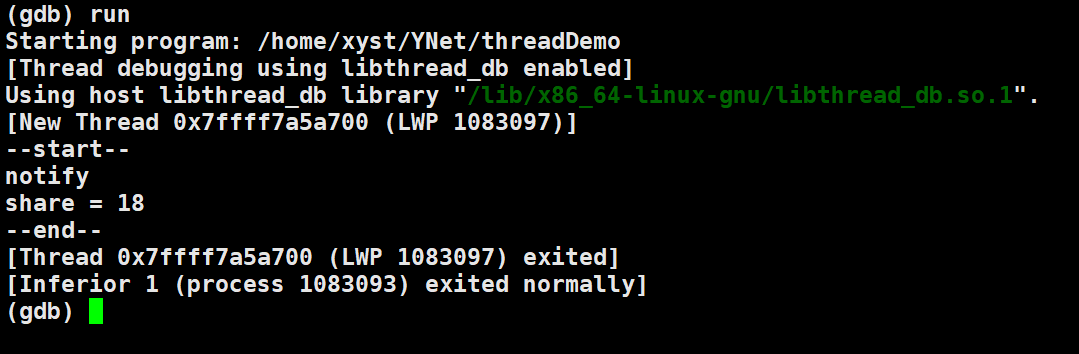 (gdb) run
Starting program: /home/xyst/YNet/threadDemo
[Thread debugging using libthread_db enabled]
Using host libthread_db library "/lib/x86_64-linux-gnu/libthread_db.so.1".
[New Thread 0x7ffff7a5a700 (LWP 1083097)]
--start--
notify
share = 18
--end--
[Thread 0x7ffff7a5a700 (LWP 1083097) exited]
[Inferior 1 (process 1083093) exited normally]
(gdb)